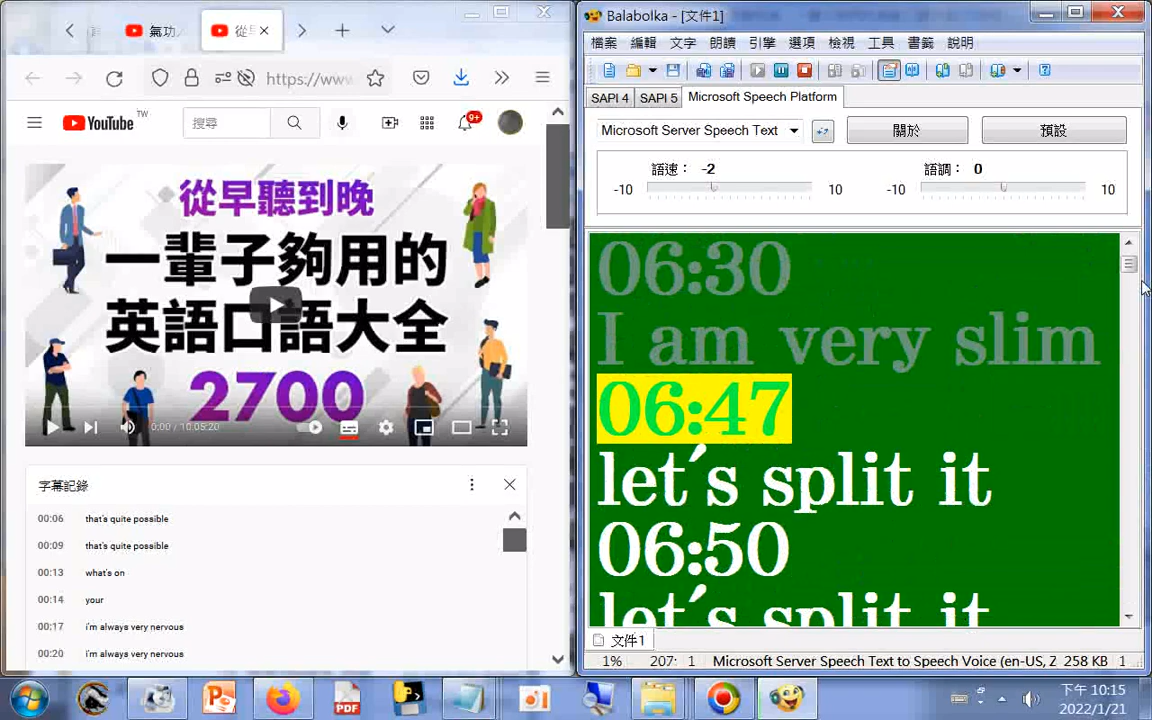 氣功
從
https://www
YouTube
TW
搜尋
9+
從早聽到晚
一輩子夠用的
英語口語大全
2700
0:00 / 10:05:20
字幕記錄
00:06 that's quite possible
00:09 that's quite possible
00:13 what's on
00:14 your
00:17 i'm always very nervous
00:20 i'm always very nervous
Balabolka - [文件1]
檔案 編輯 文字 朗讀 引擎 選項 檢視 工具 書籤 說明
SAPI 4 SAPI 5 Microsoft Speech Platform
Microsoft Server Speech Text 關於 預設
語速： -2 語調： 0
-10 10 -10 10
06:30
I am very slim
06:47
let's split it
06:50
let's split it
文件1
1% 207: 1 Microsoft Server Speech Text to Speech Voice (en-US, Z 258 KB 1
PDF
下午 10:15
2022/1/21